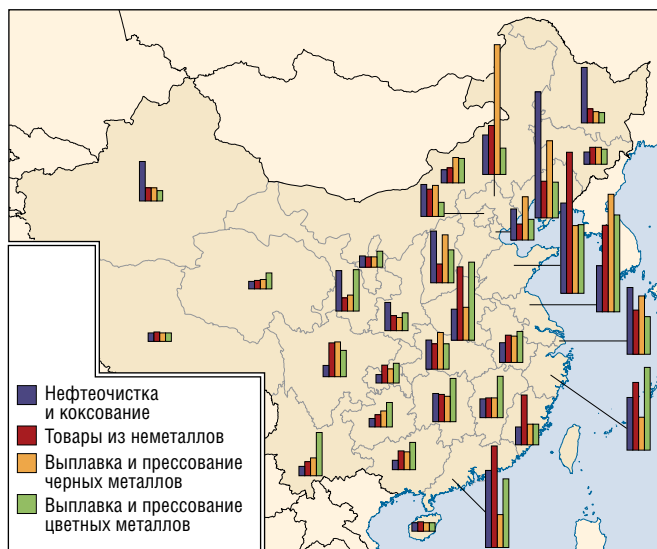 Нефтеочистка
и коксование
Товары из неметаллов
Выплавка и прессование
черных металлов
Выплавка и прессование
цветных металлов